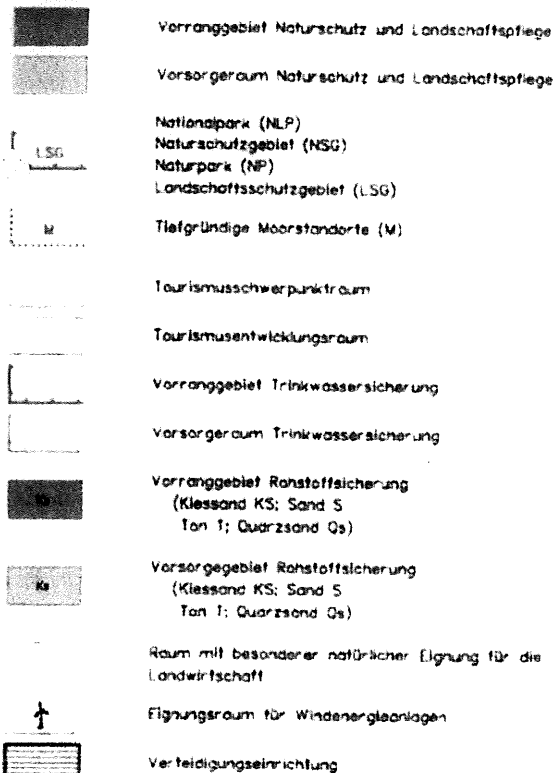 Vorranggebiet Naturschutz und Landschaftspflege
Vorsorgeraum Naturschutz und Landschaftspflege
Nationalpark (NLP)
LSG
Naturschutzgebiet (NSG)
Naturpark (NP)
Landschaftsschutzgebiet (LSG)
M
Tiefgründige Moorstandorte (M)
Tourismusschwerpunktraum
Tourismusentwicklungsraum
Vorranggebiet Trinkwassersicherung
Vorsorgeraum Trinkwassersicherung
Vorranggebiet Rohstoffsicherung
Ks
(Kiessand KS; Sand S
Ton T; Quarzsand Qs)
Vorsorgegebiet Rohstoffsicherung
Ks
(Kiessand KS; Sand S
Ton T; Quarzsand Qs)
Raum mit besonderer natürlicher Eignung für die
Landwirtschaft
Eignungsraum für Windenergieanlagen
Verteidigungseinrichtung